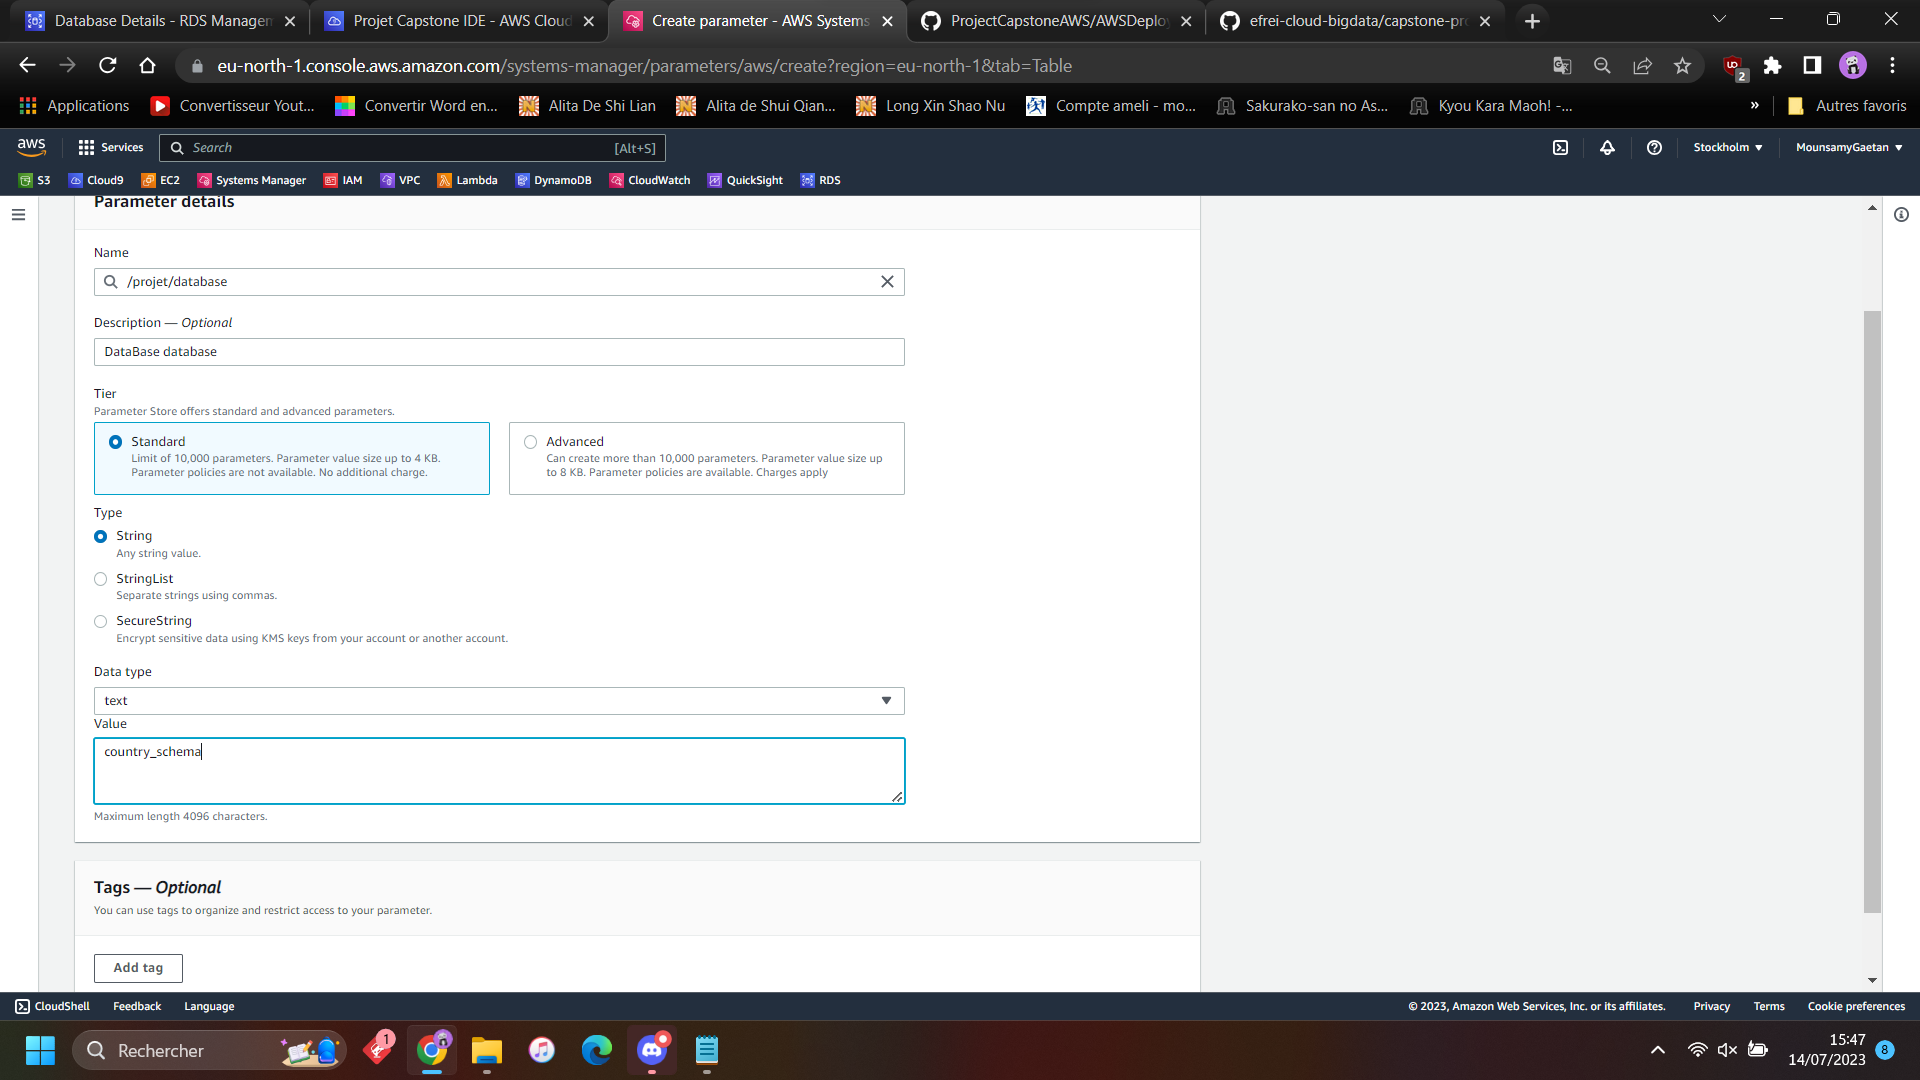 Database Details - RDS Managem
Projet Capstone IDE - AWS Cloud
Create parameter - AWS Systems
ProjectCapstoneAWS/AWSDeploy
efrei-cloud-bigdata/capstone-pro
eu-north-1.console.aws.amazon.com/systems-manager/parameters/aws/create?region=eu-north-1&tab=Table
2
Applications
Convertisseur Yout...
Convertir Word en...
Alita De Shi Lian
Alita de Shui Qian...
Long Xin Shao Nu
Compte ameli - mo...
Sakurako-san no As...
Kyou Kara Maoh! -...
»
Autres favoris
aws
Services
Search
[Alt+S]
Stockholm
MounsamyGaetan
S3
Cloud9
EC2
Systems Manager
IAM
VPC
Lambda
DynamoDB
CloudWatch
QuickSight
RDS
Parameter details
Name
/projet/database
Description — Optional
DataBase database
Tier
Parameter Store offers standard and advanced parameters.
Standard
Limit of 10,000 parameters. Parameter value size up to 4 KB.
Parameter policies are not available. No additional charge.
Advanced
Can create more than 10,000 parameters. Parameter value size up
to 8 KB. Parameter policies are available. Charges apply
Type
String
Any string value.
StringList
Separate strings using commas.
SecureString
Encrypt sensitive data using KMS keys from your account or another account.
Data type
text
Value
country_schema
Maximum length 4096 characters.
Tags — Optional
You can use tags to organize and restrict access to your parameter.
Add tag
CloudShell
Feedback
Language
© 2023, Amazon Web Services, Inc. or its affiliates.
Privacy
Terms
Cookie preferences
Rechercher
1
15:47
14/07/2023
8